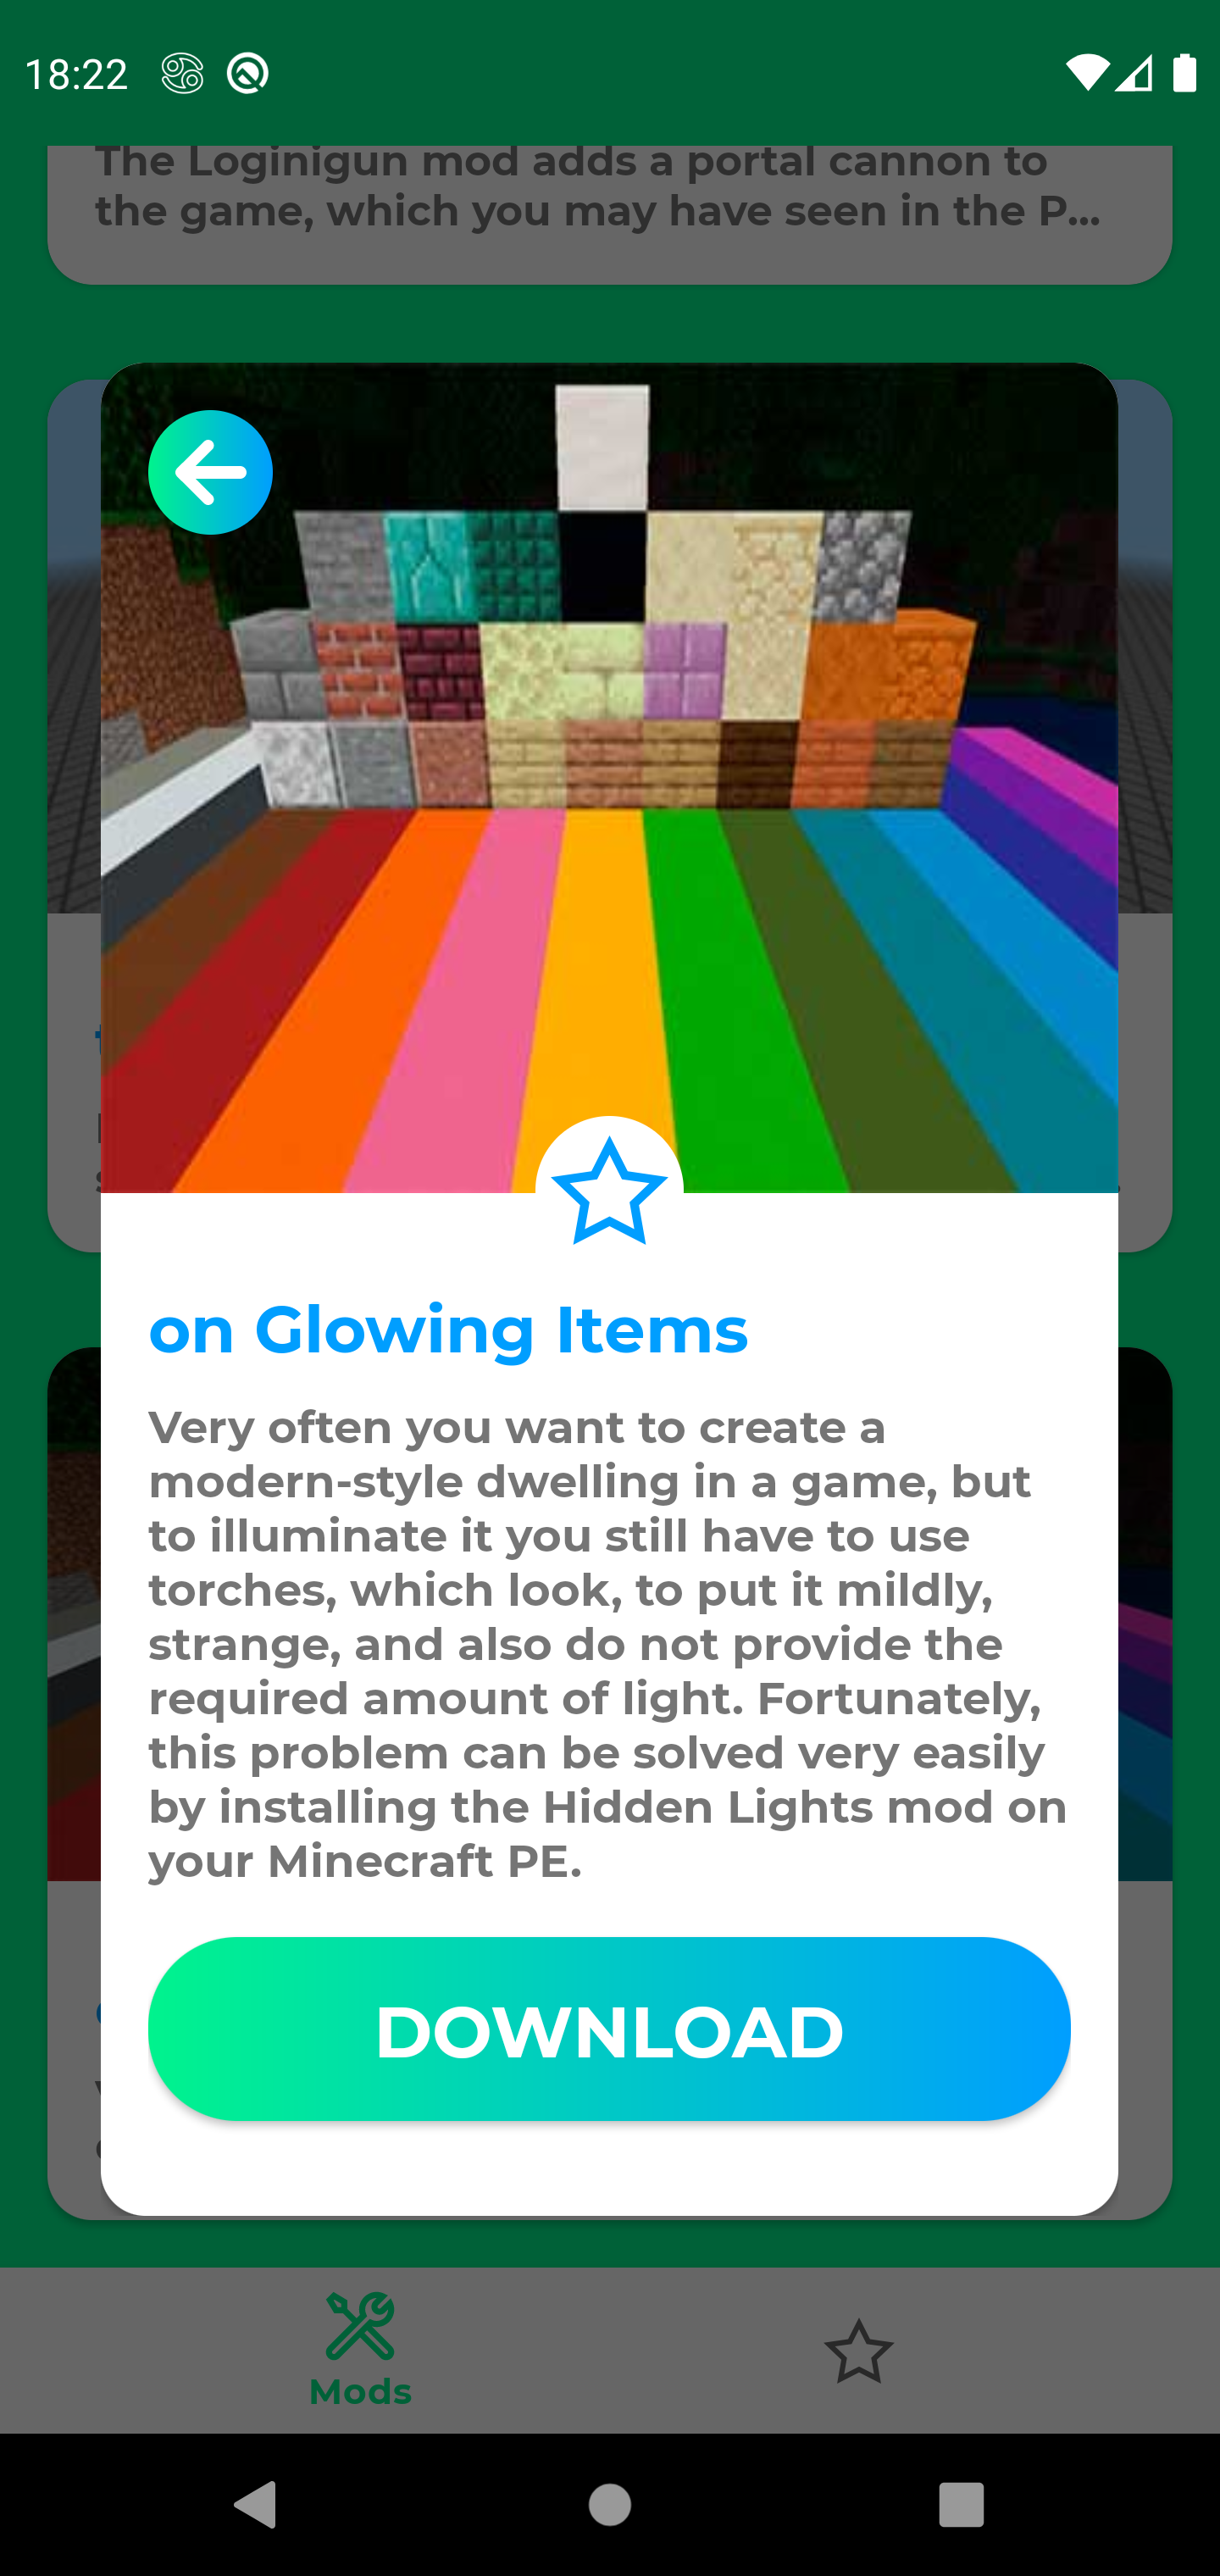 18:22
The Loginigun mod adds a portal cannon to
the game, which you may have seen in the P...
on Glowing Items
Very often you want to create a
modern-style dwelling in a game, but
to illuminate it you still have to use
torches, which look, to put it mildly,
strange, and also do not provide the
required amount of light. Fortunately,
this problem can be solved very easily
by installing the Hidden Lights mod on
your Minecraft PE.
DOWNLOAD
Mods